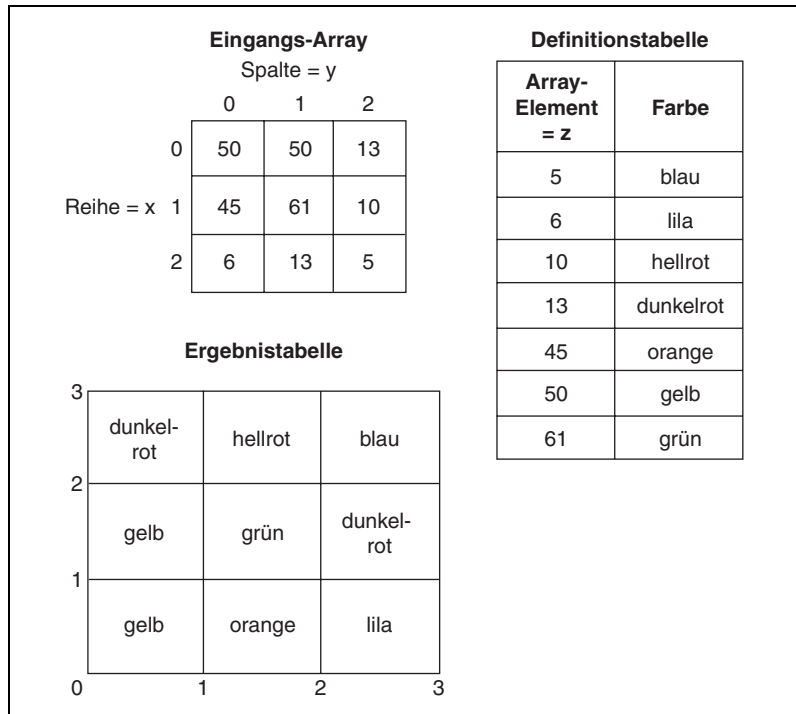 Eingangs-Array
Spalte = y
0 1 2
0 50 50 13
Reihe = x 1 45 61 10
2 6 13 5
Definitionstabelle
Array-
Element
= z
Farbe
5 blau
6 lila
10 hellrot
13 dunkelrot
45 orange
50 gelb
61 grün
Ergebnistabelle
3
dunkel-
rot
hellrot
blau
2
gelb
grün
dunkel-
rot
1
gelb
orange
lila
0 1 2 3